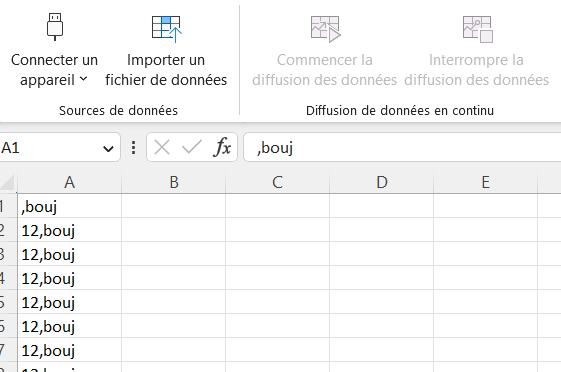 Connecter un appareil
Importer un fichier de données
Commencer la diffusion des données
Interrompre la diffusion des données
Sources de données
Diffusion de données en continu
A1
fx
,bouj
A B C D E
1 ,bouj
2 12,bouj
3 12,bouj
4 12,bouj
5 12,bouj
6 12,bouj
7 12,bouj